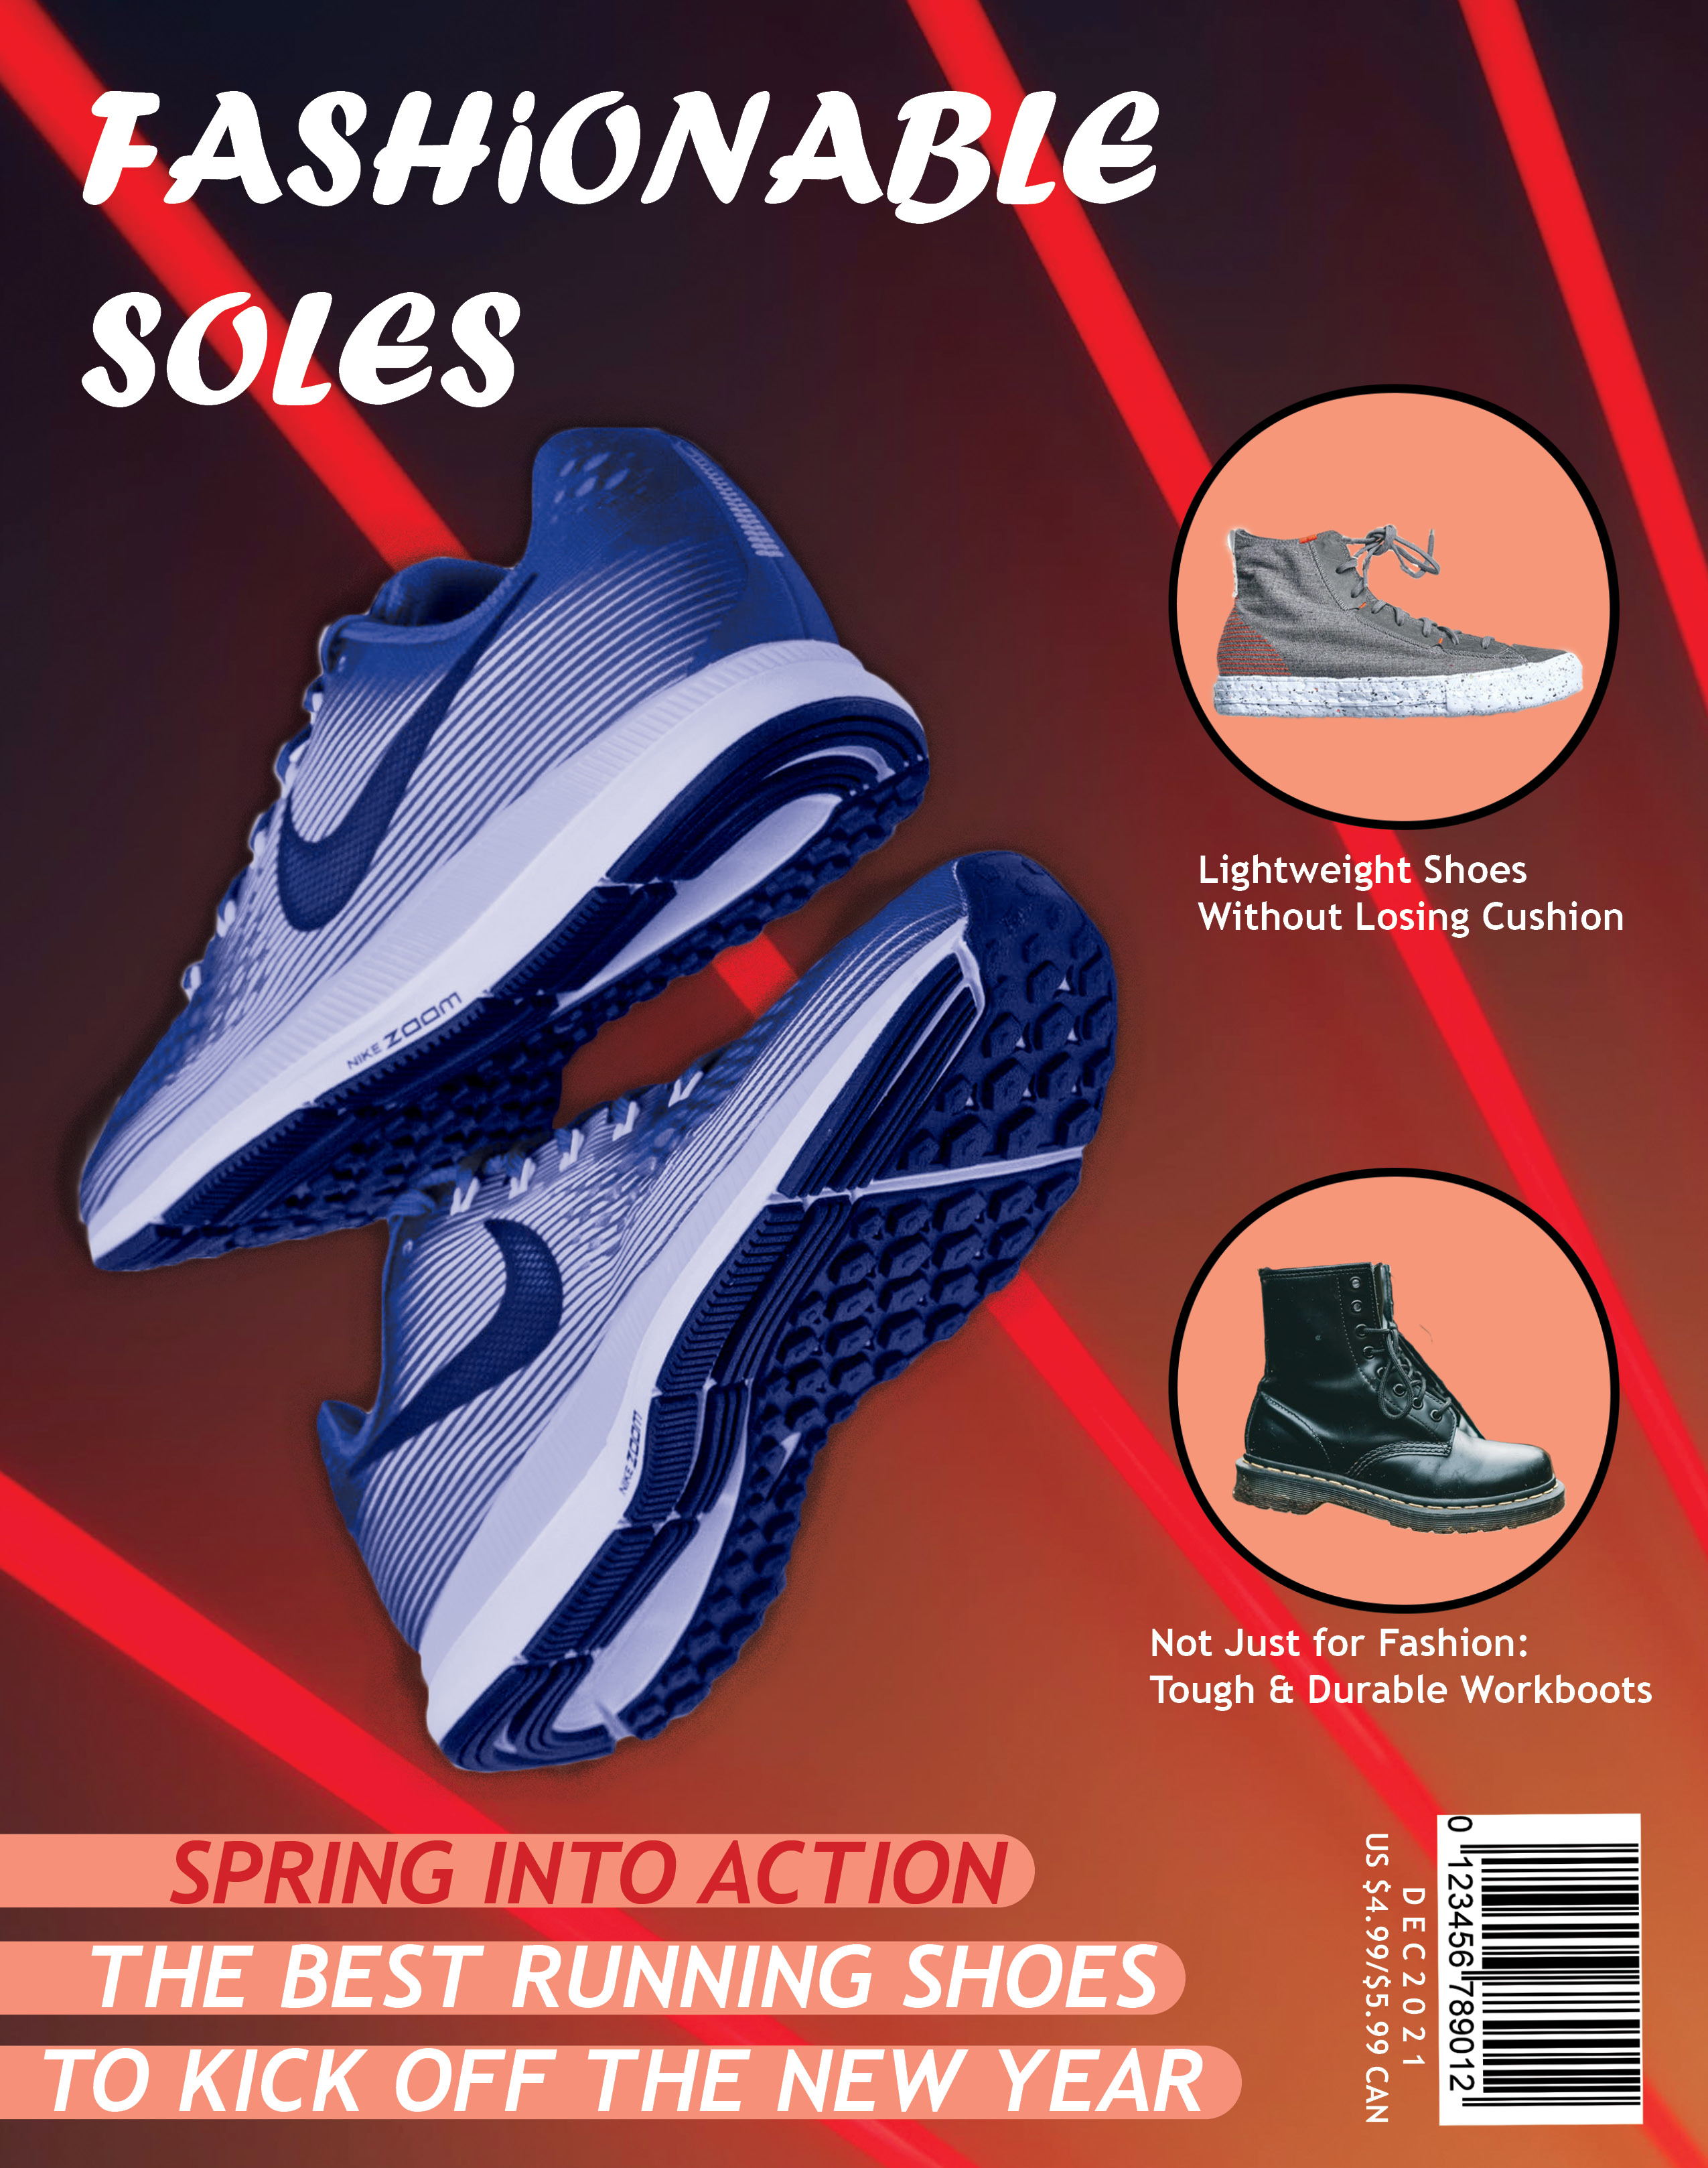 FASHiONABLE
SOLES
NIKE ZOOM
NIKE ZOOM
Lightweight Shoes
Without Losing Cushion
Not Just for Fashion:
Tough & Durable Workboots
SPRING INTO ACTION
THE BEST RUNNING SHOES
TO KICK OFF THE NEW YEAR
DEC 2021
US $4.99/$5.99 CAN
0 123456 789012